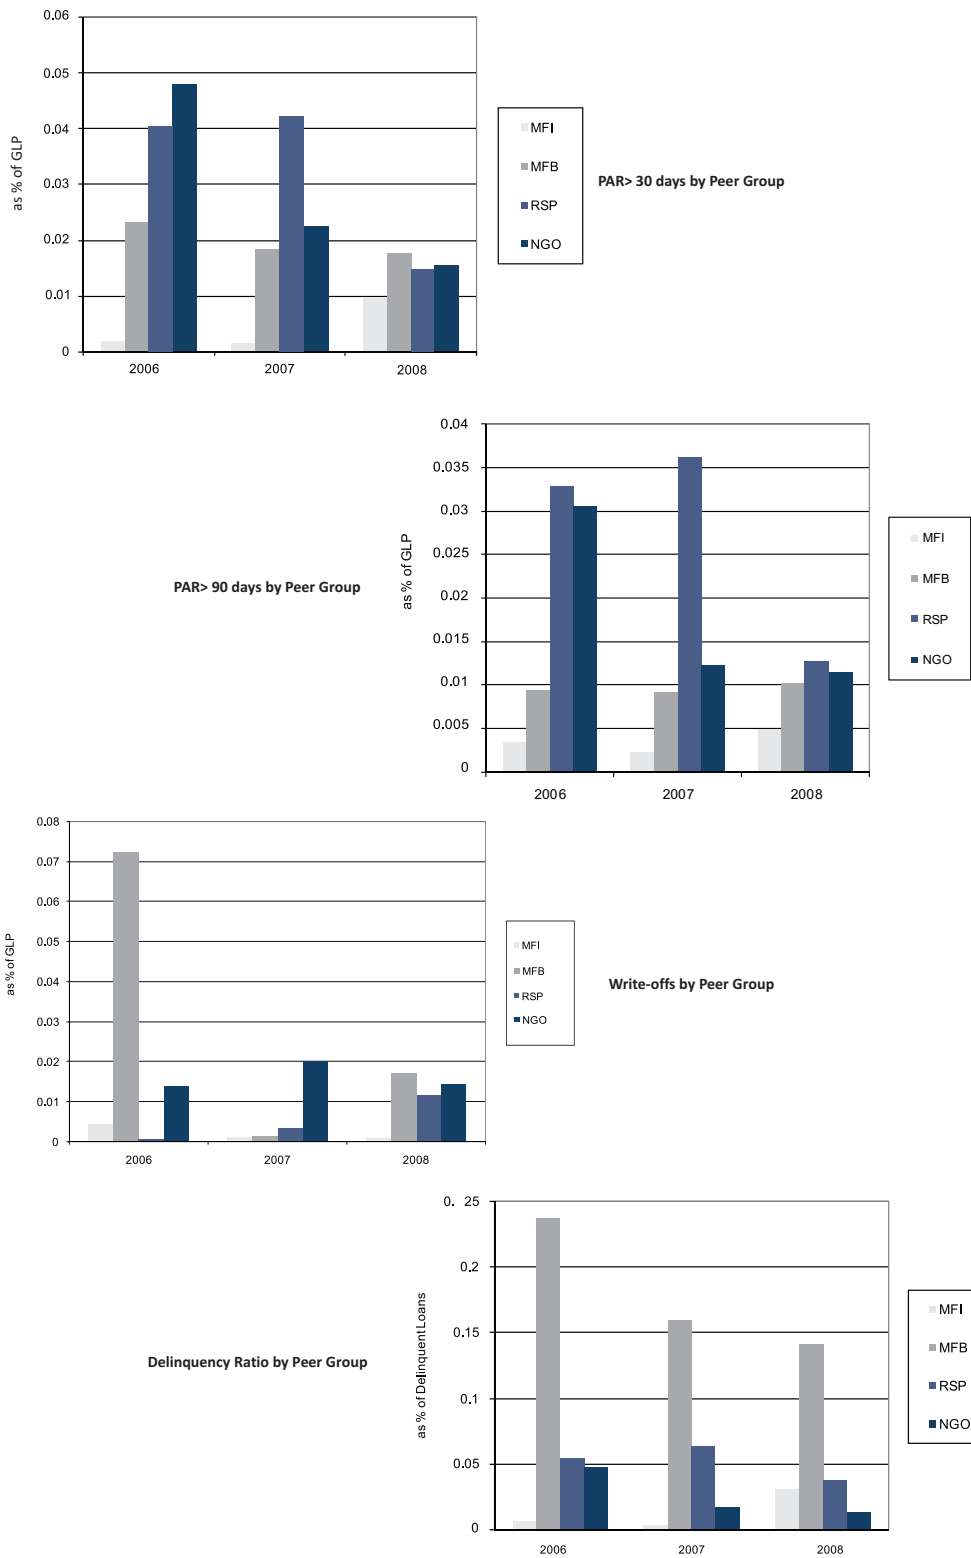 0.06
0.05
0.04
0.03
0.02
0.01
0
as % of GLP
2006 2007 2008
MFI
MFB
RSP
NGO
PAR> 30 days by Peer Group
PAR> 90 days by Peer Group
0.04
0.035
0.03
0.025
0.02
0.015
0.01
0.005
0
as % of GLP
2006 2007 2008
MFI
MFB
RSP
NGO
0.08
0.07
0.06
0.05
0.04
0.03
0.02
0.01
0
as % of GLP
2006 2007 2008
MFI
MFB
RSP
NGO
Write-offs by Peer Group
Delinquency Ratio by Peer Group
0. 25
0.2
0.15
0.1
0.05
0
as % of Delinquent Loans
2006 2007 2008
MFI
MFB
RSP
NGO